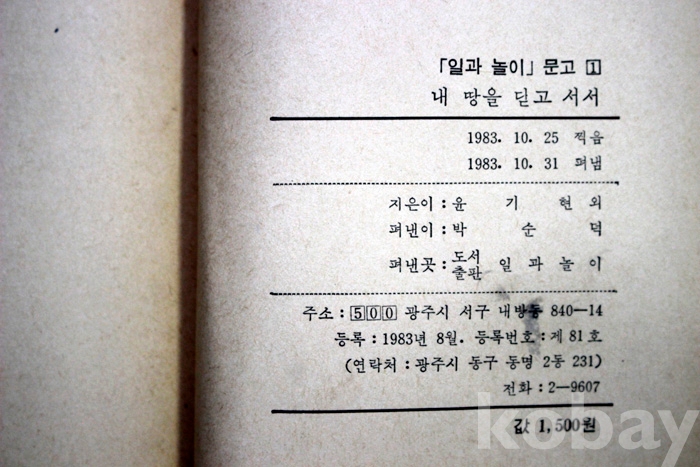 「일과 놀이」 문고 1
내 땅을 딛고 서서
1983. 10. 25 찍음
1983. 10. 31 펴냄
지은이 : 윤 기 현 외
펴낸이 : 박 순 덕
펴낸곳 : 도서출판 일 과 놀 이
주소 : 500 광주시 서구 내방동 840―14
등록 : 1983년 8월. 등록번호 : 제 81 호
(연락처 : 광주시 동구 동명 2동 231)
전화 : 2―9607
값 1,500원
kobay